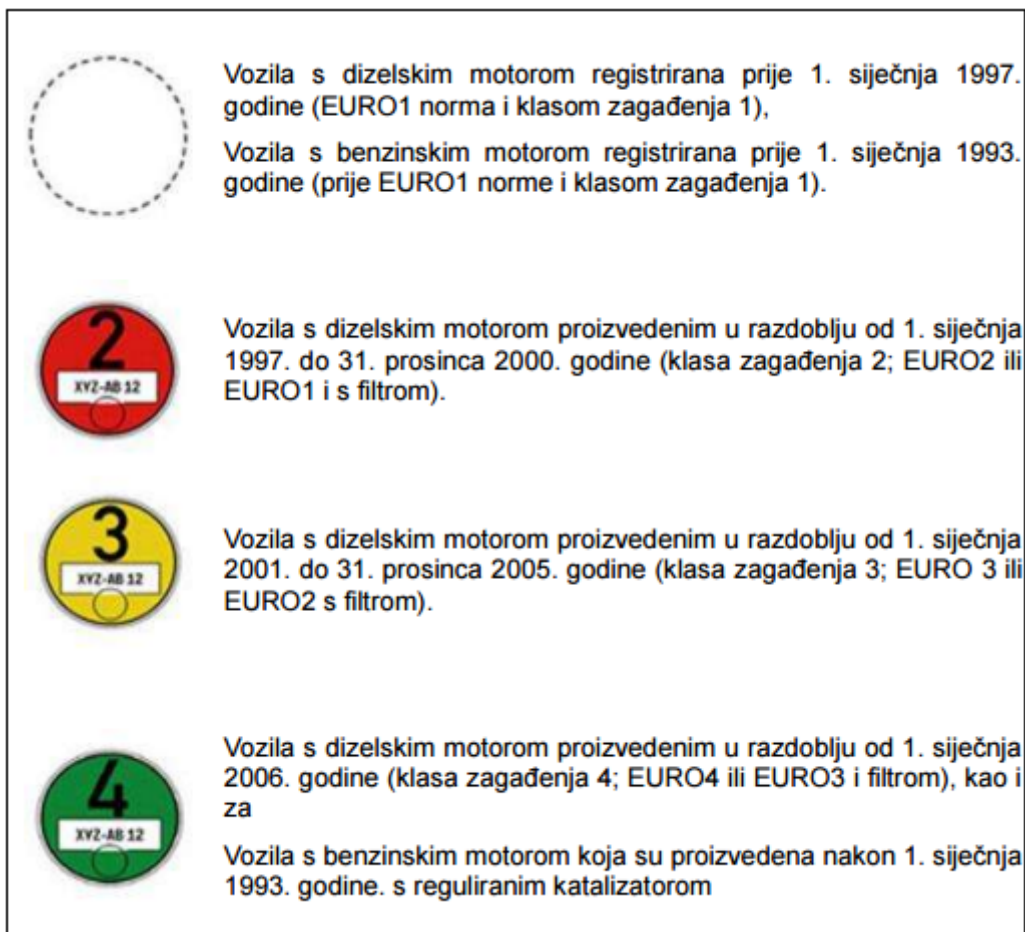 Vozila s dizelskim motorom registrirana prije 1. siječnja 1997.
godine (EURO1 norma i klasom zagađenja 1),
Vozila s benzinskim motorom registrirana prije 1. siječnja 1993.
godine (prije EURO1 norme i klasom zagađenja 1).
2
XYZ-AB 12
Vozila s dizelskim motorom proizvedenim u razdoblju od 1. siječnja
1997. do 31. prosinca 2000. godine (klasa zagađenja 2; EURO2 ili
EURO1 i s filtrom).
3
XYZ-AB 12
Vozila s dizelskim motorom proizvedenim u razdoblju od 1. siječnja
2001. do 31. prosinca 2005. godine (klasa zagađenja 3; EURO 3 ili
EURO2 s filtrom).
4
XYZ-AB 12
Vozila s dizelskim motorom proizvedenim u razdoblju od 1. siječnja
2006. godine (klasa zagađenja 4; EURO4 ili EURO3 i filtrom), kao i
za
Vozila s benzinskim motorom koja su proizvedena nakon 1. siječnja
1993. godine. s reguliranim katalizatorom